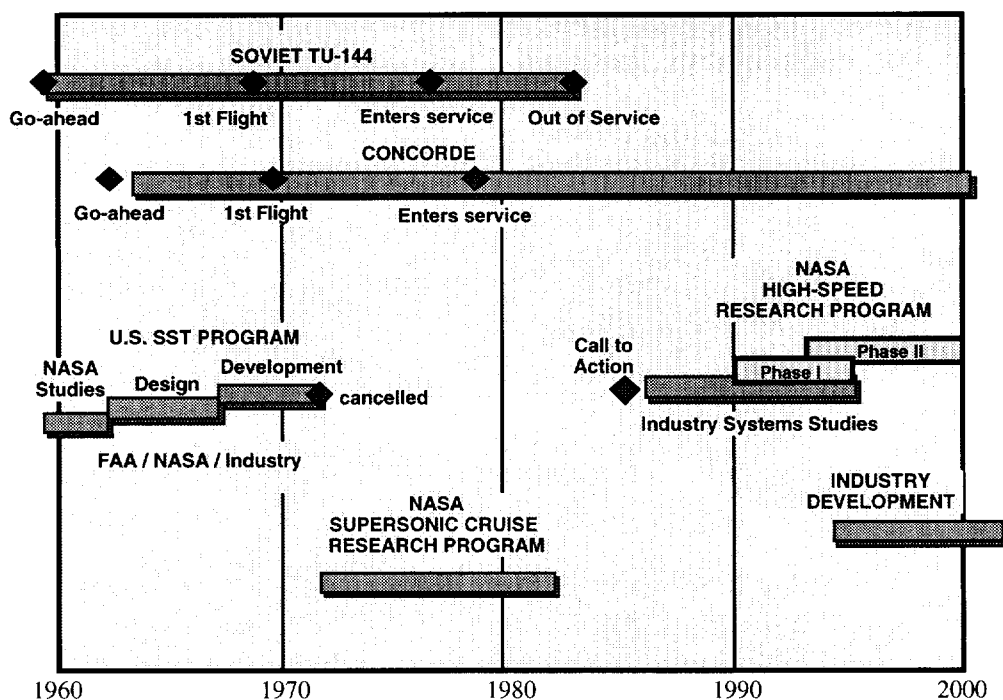 SOVIET TU-144
Go-ahead 1st Flight Enters service Out of Service
CONCORDE
Go-ahead 1st Flight Enters service
NASA
HIGH-SPEED
RESEARCH PROGRAM
U.S. SST PROGRAM
NASA
Studies
Design
Development
cancelled
FAA / NASA / Industry
Call to
Action
Phase I
Phase II
Industry Systems Studies
NASA
SUPERSONIC CRUISE
RESEARCH PROGRAM
INDUSTRY
DEVELOPMENT
1960 1970 1980 1990 2000